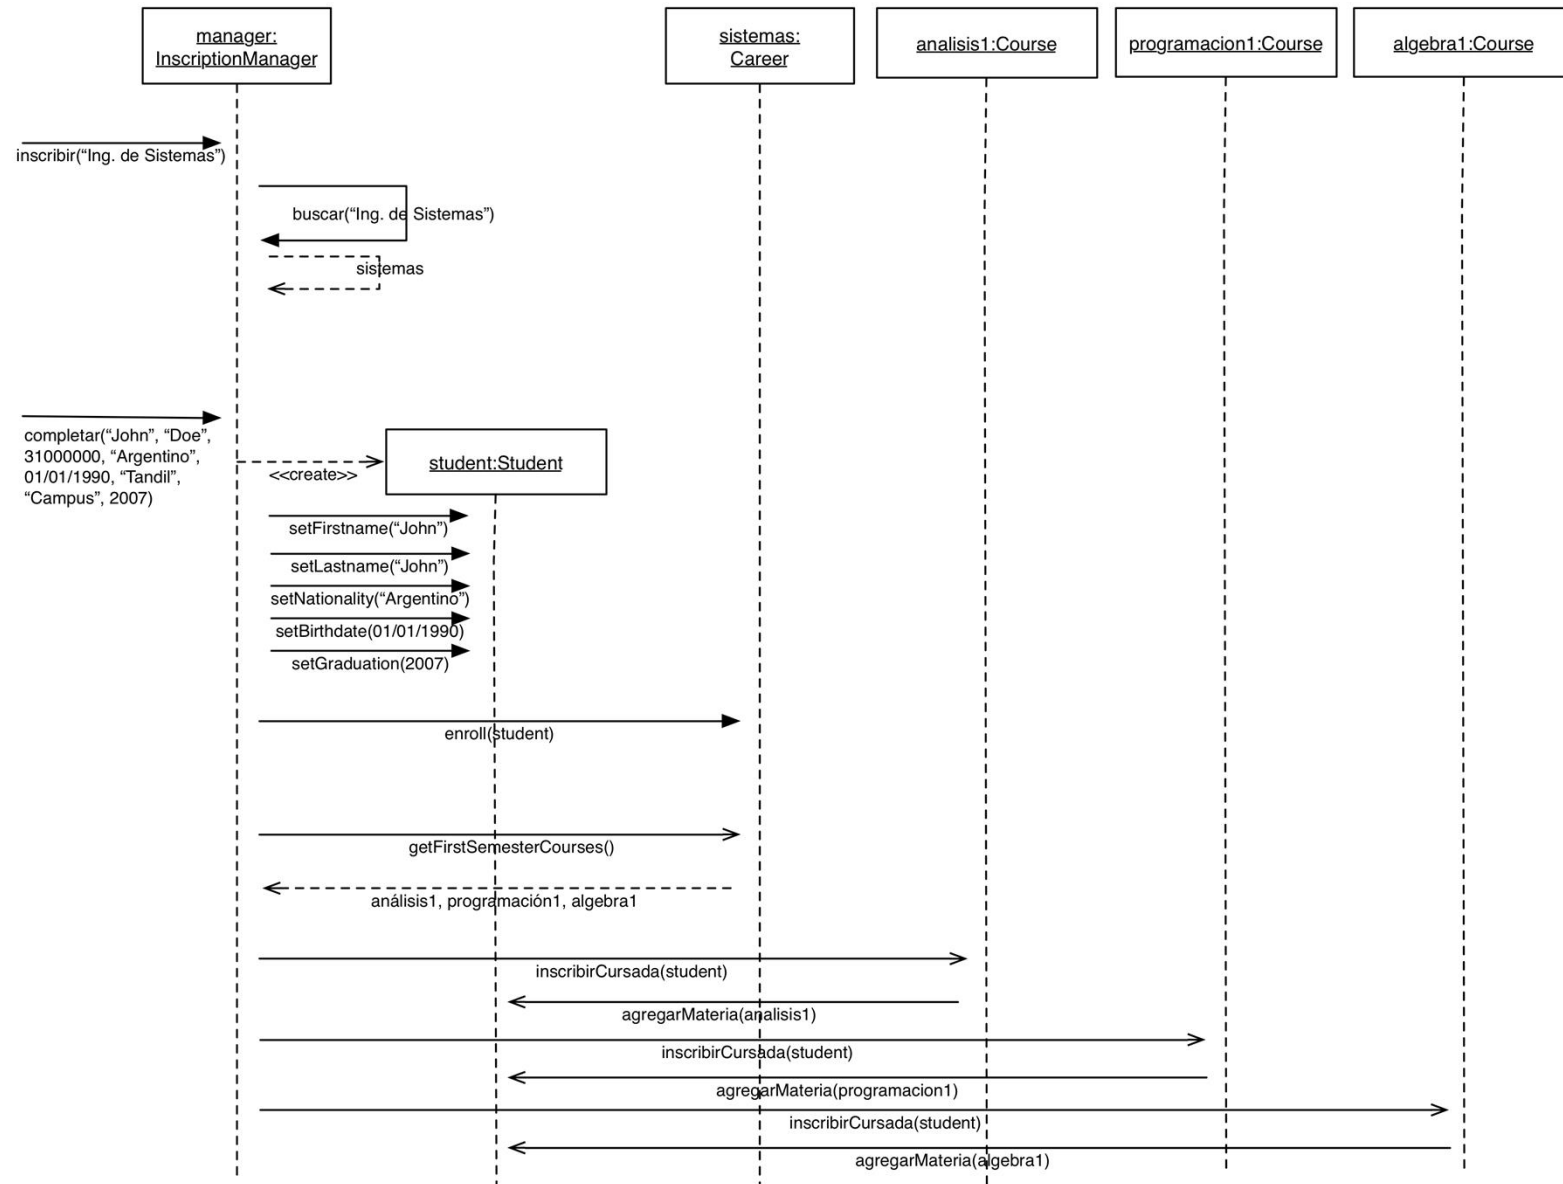 manager:
InscriptionManager
sistemas:
Career
analisis1:Course
programacion1:Course
algebra1:Course
inscribir(“Ing. de Sistemas”)
buscar(“Ing. de Sistemas”)
sistemas
completar(“John”, “Doe”,
31000000, “Argentino”,
01/01/1990, “Tandil”,
“Campus”, 2007)
<<create>>
student:Student
setFirstname(“John”)
setLastname(“John”)
setNationality(“Argentino”)
setBirthdate(01/01/1990)
setGraduation(2007)
enroll(student)
getFirstSemesterCourses()
análisis1, programación1, algebra1
inscribirCursada(student)
agregarMateria(analisis1)
inscribirCursada(student)
agregarMateria(programacion1)
inscribirCursada(student)
agregarMateria(algebra1)